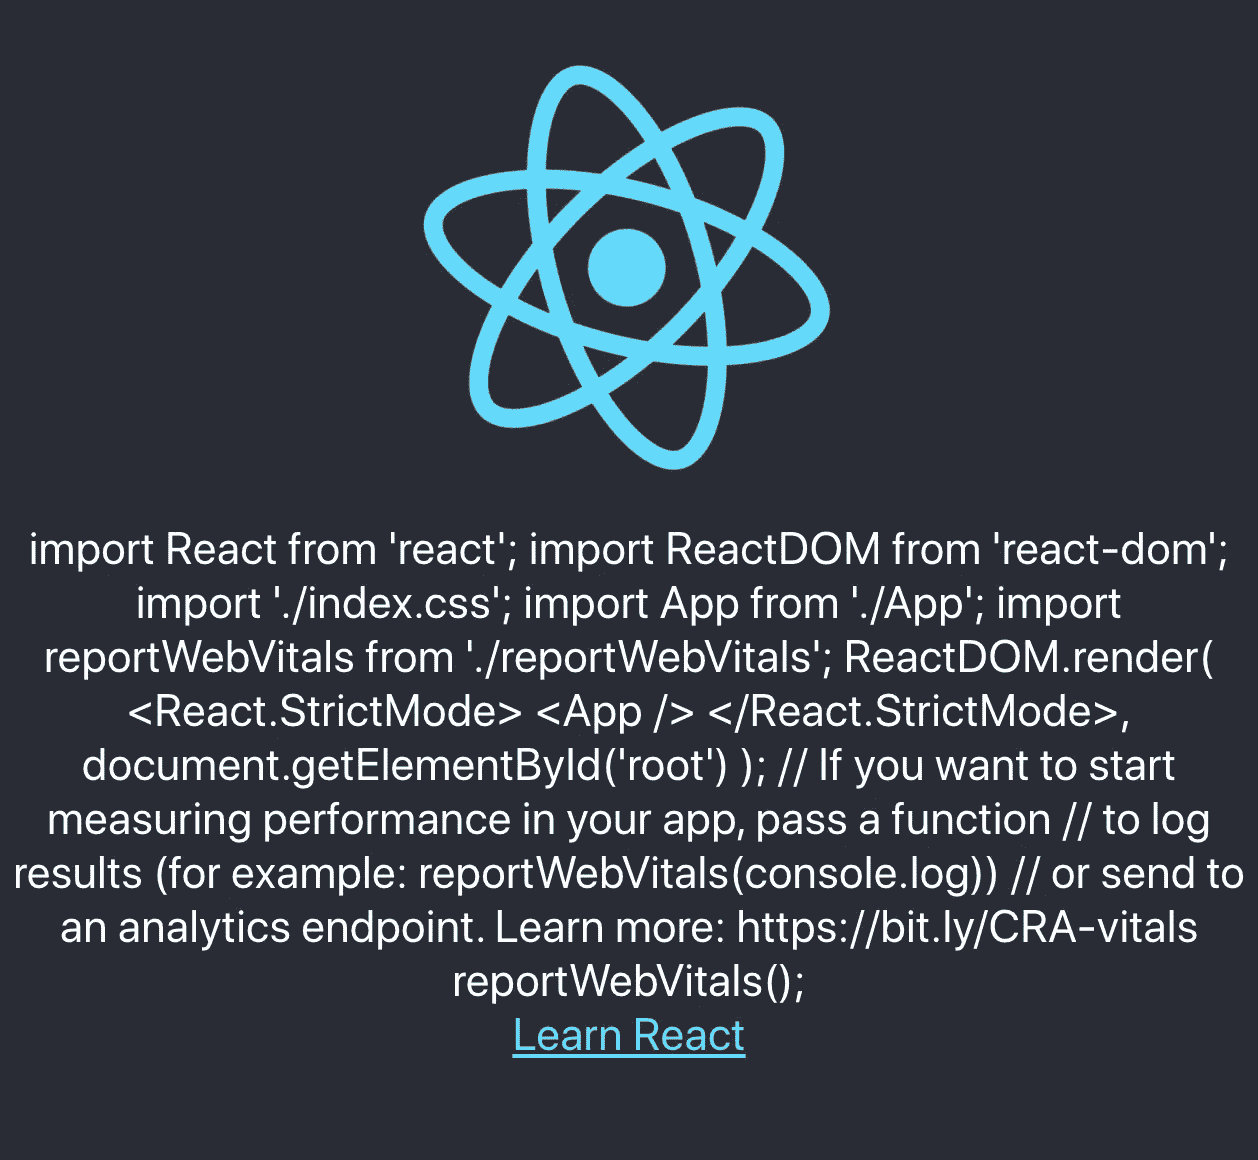 import React from 'react'; import ReactDOM from 'react-dom';
import './index.css'; import App from './App'; import
reportWebVitals from './reportWebVitals'; ReactDOM.render(
<React.StrictMode> <App /> </React.StrictMode>,
document.getElementById('root') ); // If you want to start
measuring performance in your app, pass a function // to log
results (for example: reportWebVitals(console.log)) // or send to
an analytics endpoint. Learn more: https://bit.ly/CRA-vitals
reportWebVitals();
Learn React